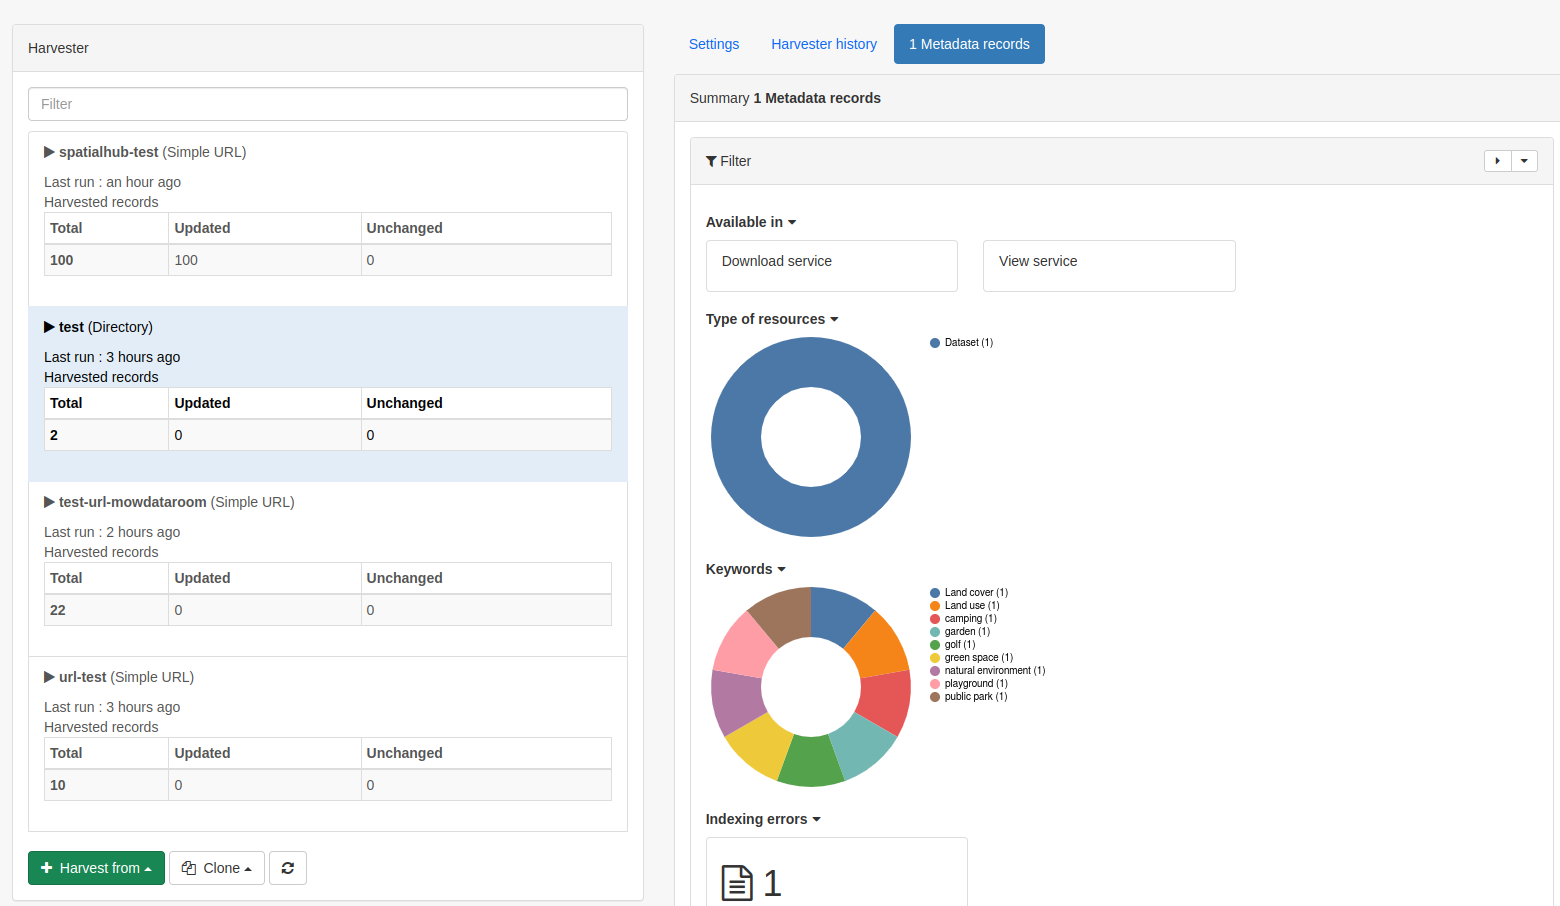 Harvester
Filter
spatialhub-test (Simple URL)
Last run : an hour ago
Harvested records
Total Updated Unchanged
100 100 0
test (Directory)
Last run : 3 hours ago
Harvested records
Total Updated Unchanged
2 0 0
test-url-mowdataroom (Simple URL)
Last run : 2 hours ago
Harvested records
Total Updated Unchanged
22 0 0
url-test (Simple URL)
Last run : 3 hours ago
Harvested records
Total Updated Unchanged
10 0 0
Harvest from Clone
Settings Harvester history 1 Metadata records
Summary 1 Metadata records
Filter
Available in
Download service View service
Type of resources
Dataset (1)
Keywords
Land cover (1)
Land use (1)
camping (1)
garden (1)
golf (1)
green space (1)
natural environment (1)
playground (1)
public park (1)
Indexing errors
1